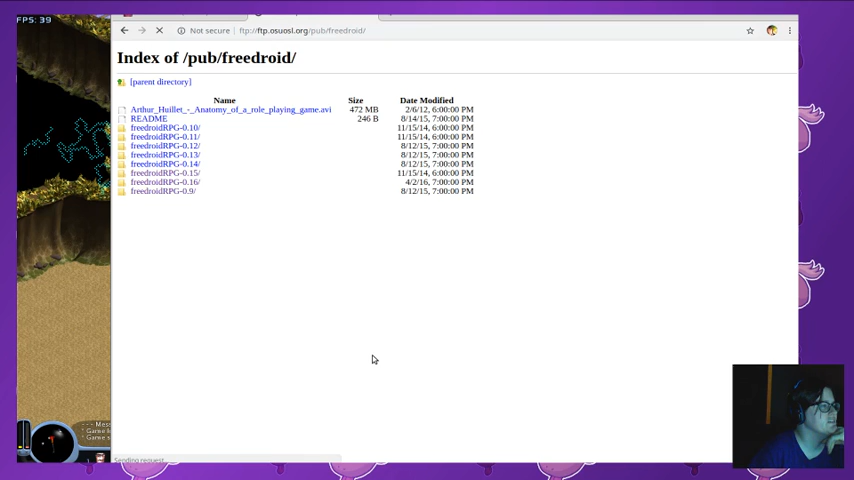 FPS: 39
Not secure | ftp://ftp.osuosl.org/pub/freedroid/
Index of /pub/freedroid/
[parent directory]
Name Size Date Modified
Arthur_Huillet_-_Anatomy_of_a_role_playing_game.avi 472 MB 2/6/12, 6:00:00 PM
README 246 B 8/14/15, 7:00:00 PM
freedroidRPG-0.10/ 11/15/14, 6:00:00 PM
freedroidRPG-0.11/ 11/15/14, 6:00:00 PM
freedroidRPG-0.12/ 8/12/15, 7:00:00 PM
freedroidRPG-0.13/ 8/12/15, 7:00:00 PM
freedroidRPG-0.14/ 8/12/15, 7:00:00 PM
freedroidRPG-0.15/ 11/15/14, 6:00:00 PM
freedroidRPG-0.16/ 4/2/16, 7:00:00 PM
freedroidRPG-0.9/ 8/12/15, 7:00:00 PM
--- Mess
* Game
* Game s
Sending request